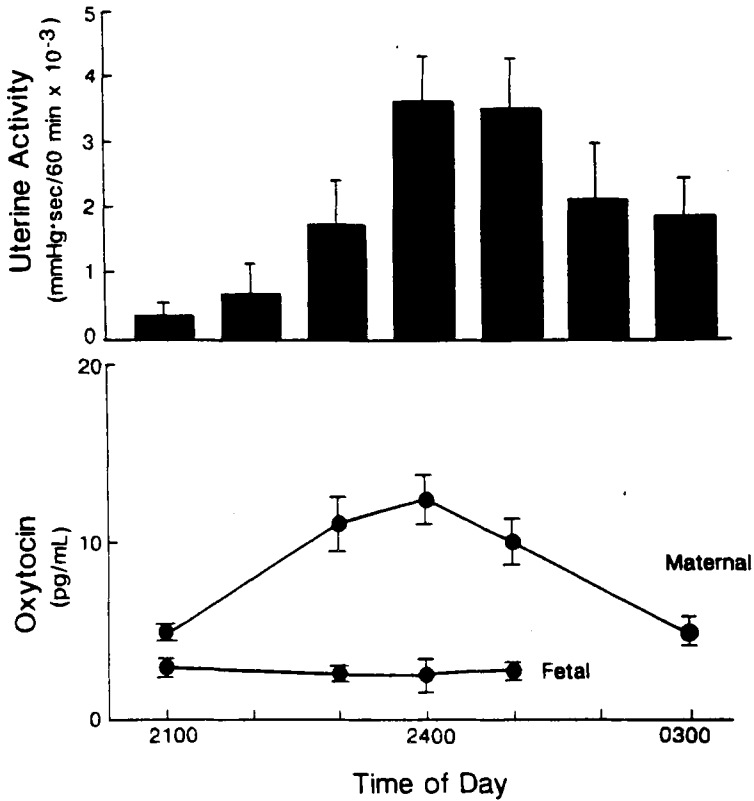 Uterine Activity
(mmHg·sec/60 min x 10⁻³)
5
4
3
2
1
0
Oxytocin
(pg/mL)
20
10
0
Maternal
Fetal
2100
2400
0300
Time of Day